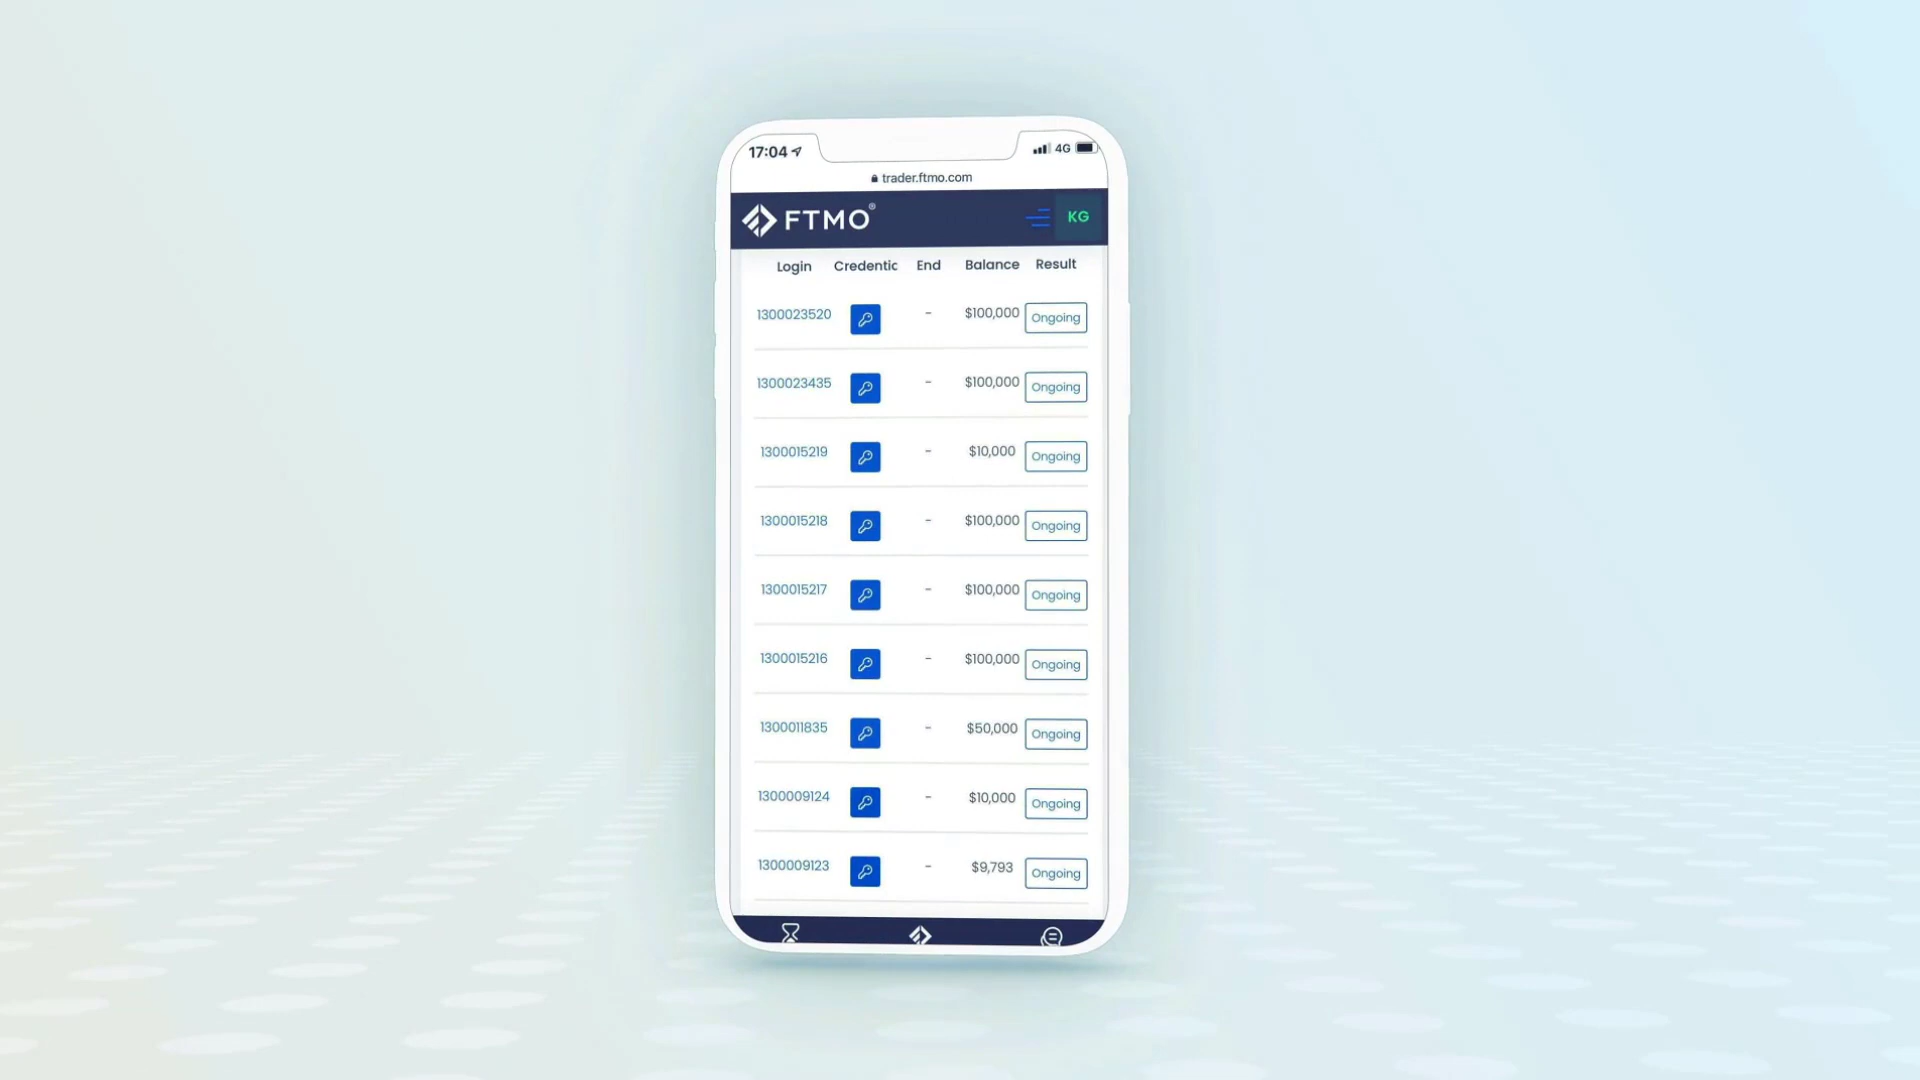 17:04
4G
trader.ftmo.com
FTMO®
KG
Login Credentic End Balance Result
1300023520 - $100,000 Ongoing
1300023435 - $100,000 Ongoing
1300015219 - $10,000 Ongoing
1300015218 - $100,000 Ongoing
1300015217 - $100,000 Ongoing
1300015216 - $100,000 Ongoing
1300011835 - $50,000 Ongoing
1300009124 - $10,000 Ongoing
1300009123 - $9,793 Ongoing